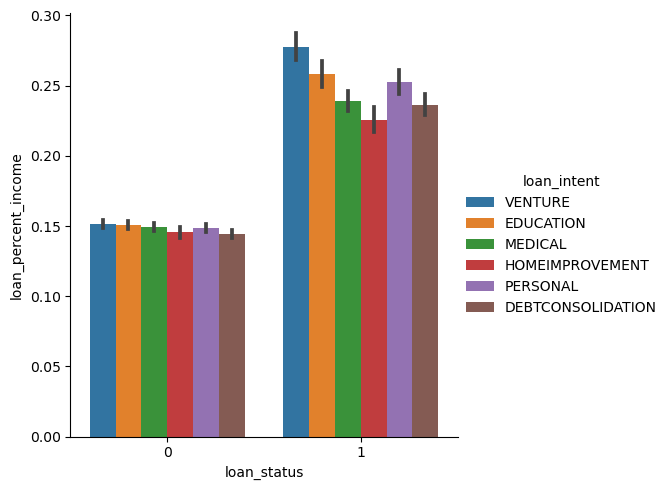 0.30
0.25
0.20
0.15
0.10
0.05
0.00
loan_percent_income
0
1
loan_status
loan_intent
VENTURE
EDUCATION
MEDICAL
HOMEIMPROVEMENT
PERSONAL
DEBTCONSOLIDATION